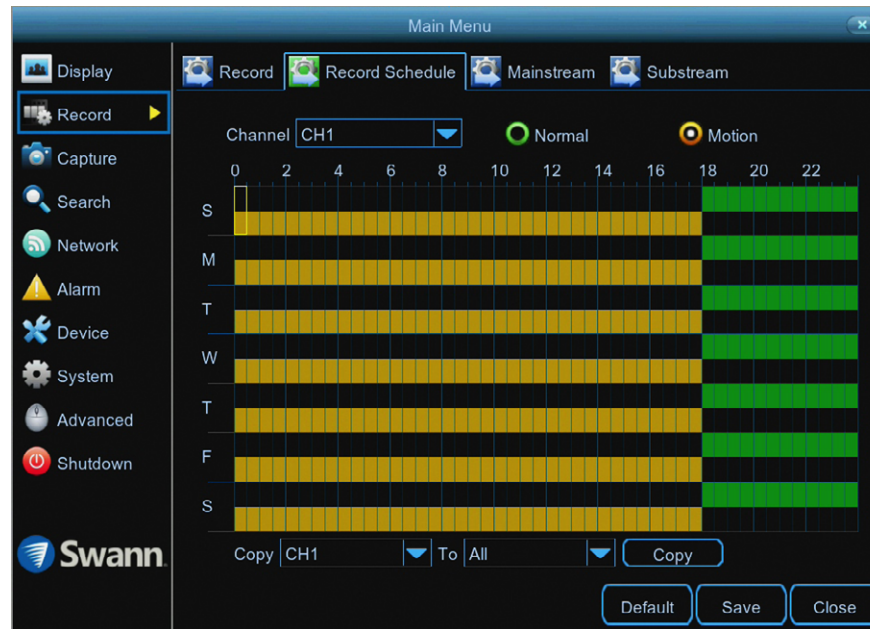 Main Menu
Display
Record
Capture
Search
Network
Alarm
Device
System
Advanced
Shutdown
Swann
Record Record Schedule Mainstream Substream
Channel CH1 Normal Motion
0 2 4 6 8 10 12 14 16 18 20 22
S
M
T
W
T
F
S
Copy CH1 To All Copy
Default Save Close